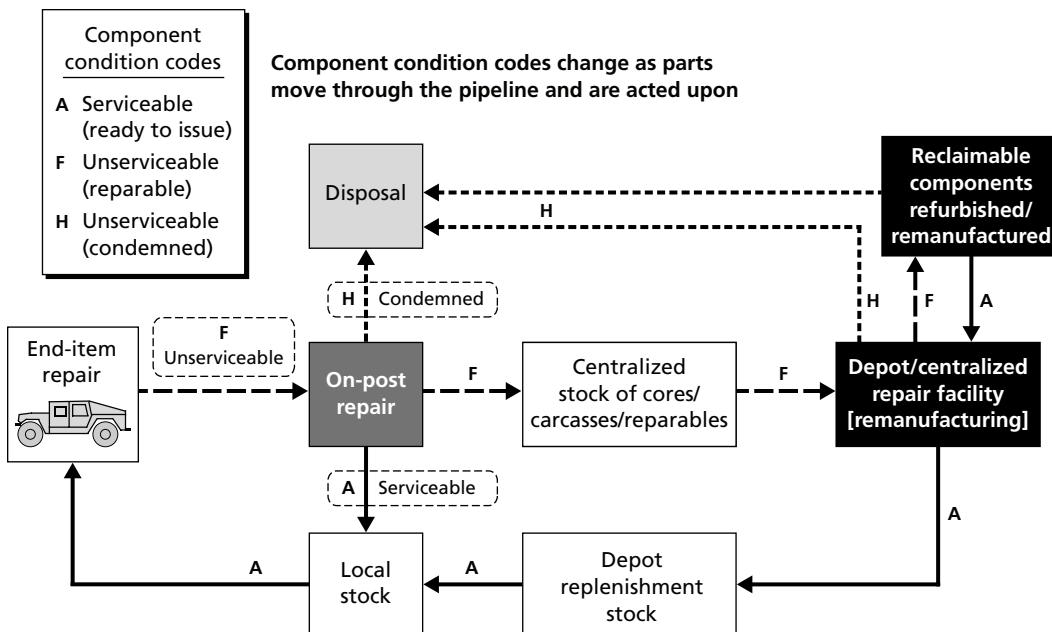 Component
condition codes
A Serviceable
(ready to issue)
F Unserviceable
(reparable)
H Unserviceable
(condemned)
Component condition codes change as parts
move through the pipeline and are acted upon
Disposal
Reclaimable
components
refurbished/
remanufactured
H
H Condemned
H
F
A
F
Unserviceable
End-item
repair
On-post
repair
F
Centralized
stock of cores/
carcasses/reparables
F
Depot/centralized
repair facility
[remanufacturing]
A Serviceable
A
A
Local
stock
A
Depot
replenishment
stock